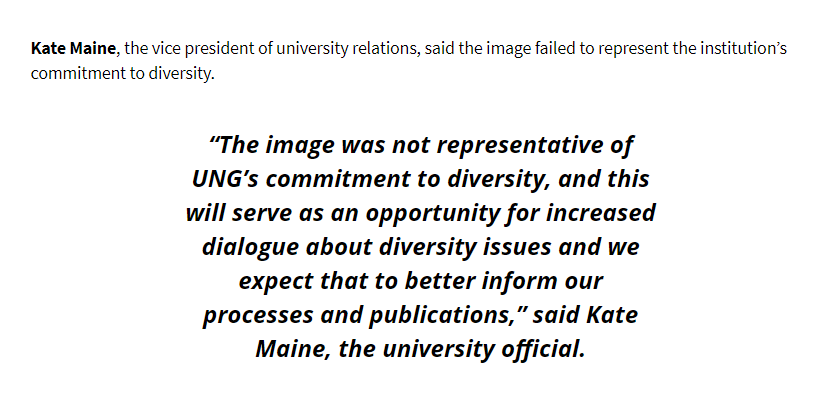 Kate Maine, the vice president of university relations, said the image failed to represent the institution’s
commitment to diversity.
“The image was not representative of
UNG’s commitment to diversity, and this
will serve as an opportunity for increased
dialogue about diversity issues and we
expect that to better inform our
processes and publications,” said Kate
Maine, the university official.